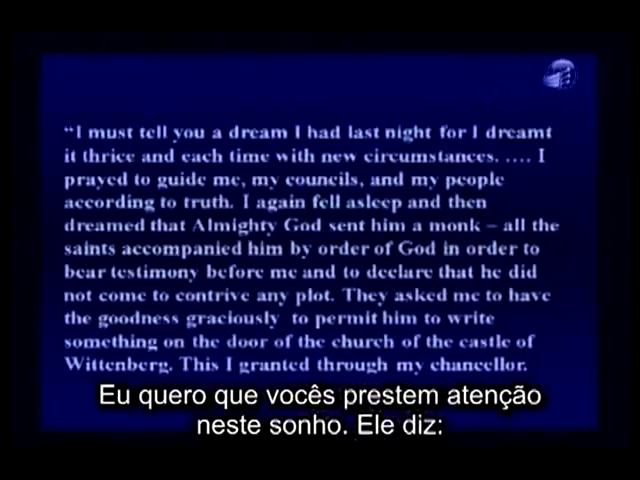 “I must tell you a dream I had last night for I dreamt
it thrice and each time with new circumstances. …. I
prayed to guide me, my councils, and my people
according to truth. I again fell asleep and then
dreamed that Almighty God sent him a monk – all the
saints accompanied him by order of God in order to
bear testimony before me and to declare that he did
not come to contrive any plot. They asked me to have
the goodness graciously to permit him to write
something on the door of the church of the castle of
Wittenberg. This I granted through my chancellor.
Eu quero que vocês prestem atenção
neste sonho. Ele diz: